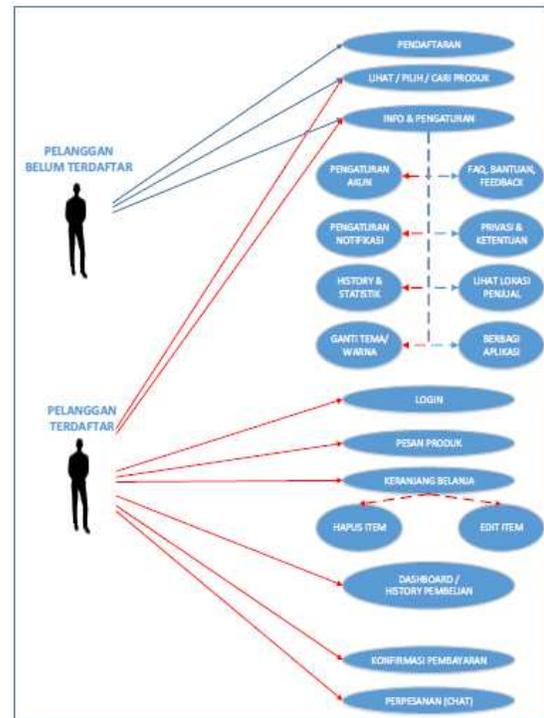 PENDAFTARAN
LIHAT / PILIH / CARI PRODUK
INFO & PENGATURAN
PELANGGAN
BELUM TERDAFTAR
PENGATURAN
AKUN
FAQ, BANTUAN,
FEEDBACK
PENGATURAN
NOTIFIKASI
PRIVASI &
KETENTUAN
HISTORY &
STATISTIK
LIHAT LOKASI
PENJUAL
GANTI TEMA/
WARNA
BERBAGI
APLIKASI
PELANGGAN
TERDAFTAR
LOGIN
PESAN PRODUK
KERANJANG BELANJA
HAPUS ITEM
EDIT ITEM
DASHBOARD /
HISTORY PEMBELIAN
KONFIRMASI PEMBAYARAN
PERPESANAN (CHAT)